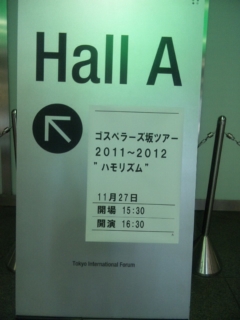 Hall A
ゴスペラーズ坂ツアー
2011～2012
"ハモリズム"
11月27日
開場 15:30
開演 16:30
Tokyo International Forum